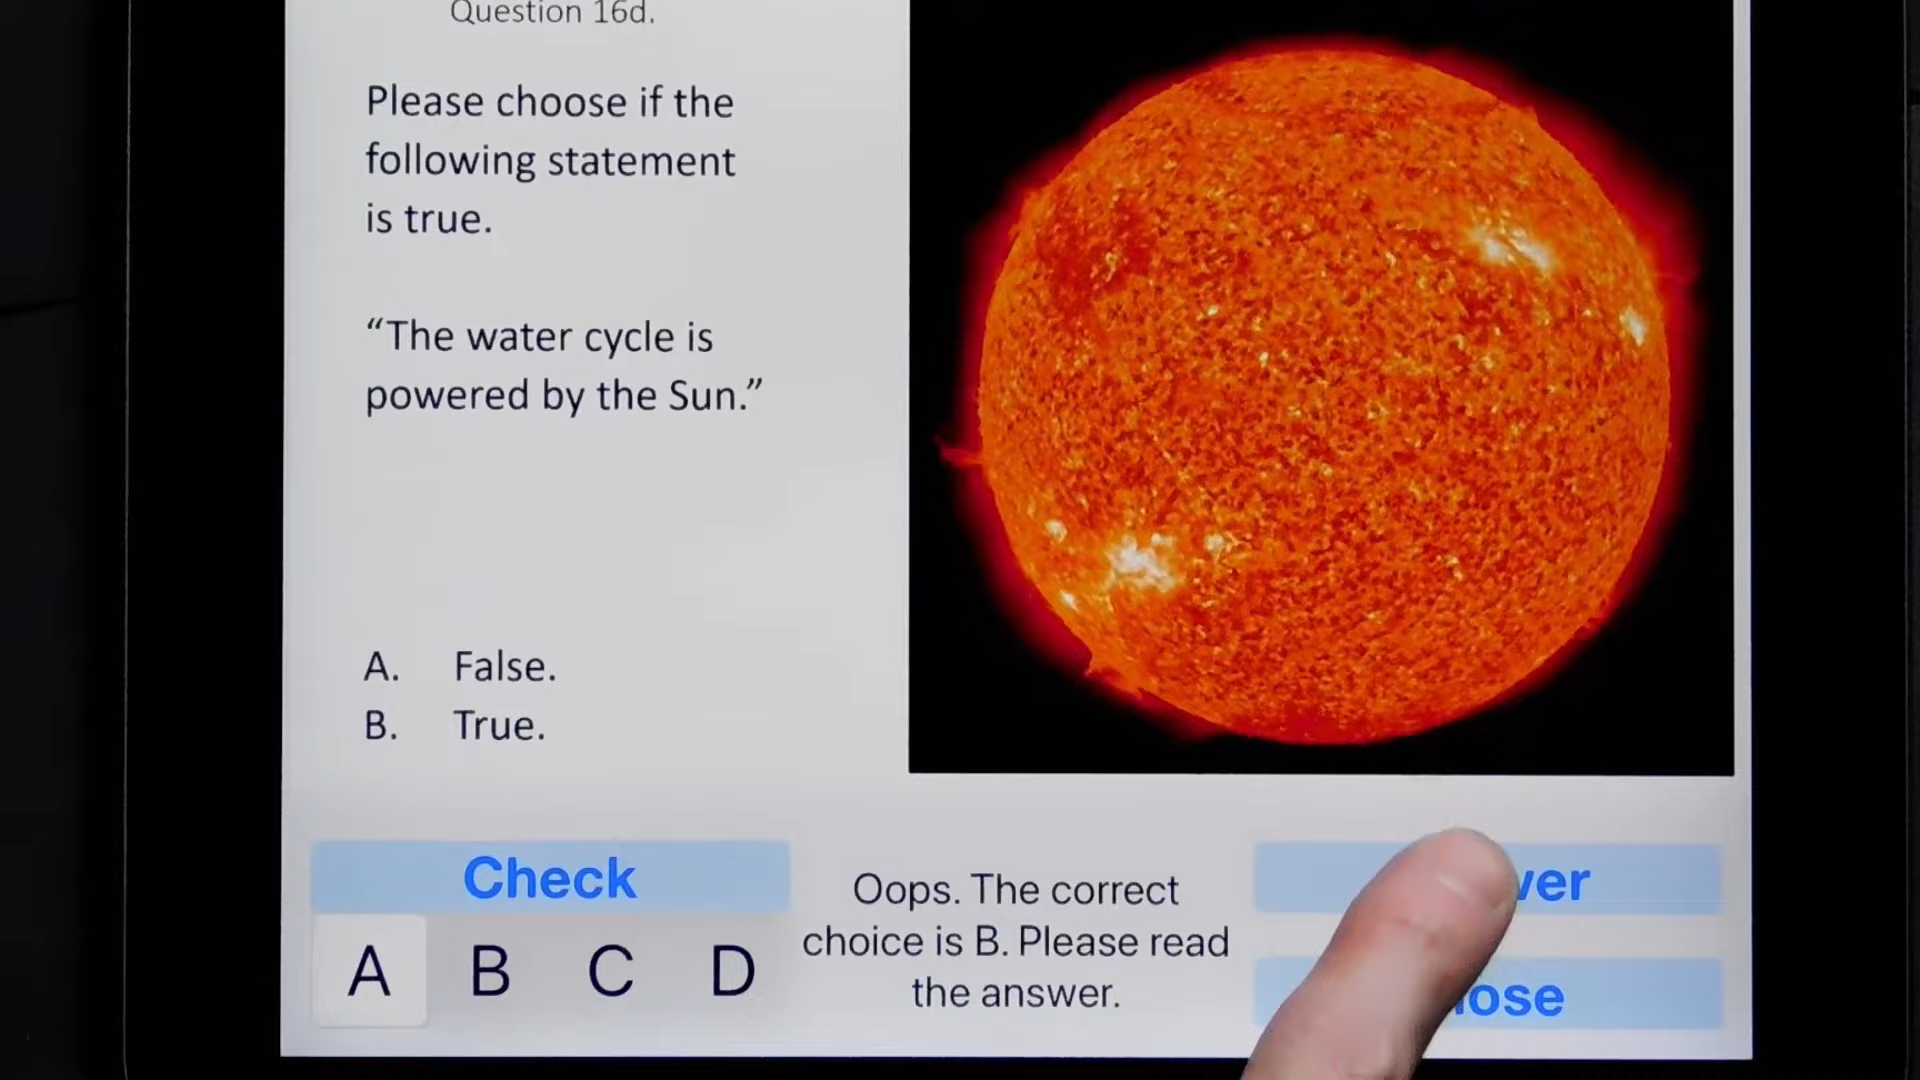 Question 16d.
Please choose if the
following statement
is true.
“The water cycle is
powered by the Sun.”
A. False.
B. True.
Check
A B C D
Oops. The correct
choice is B. Please read
the answer.